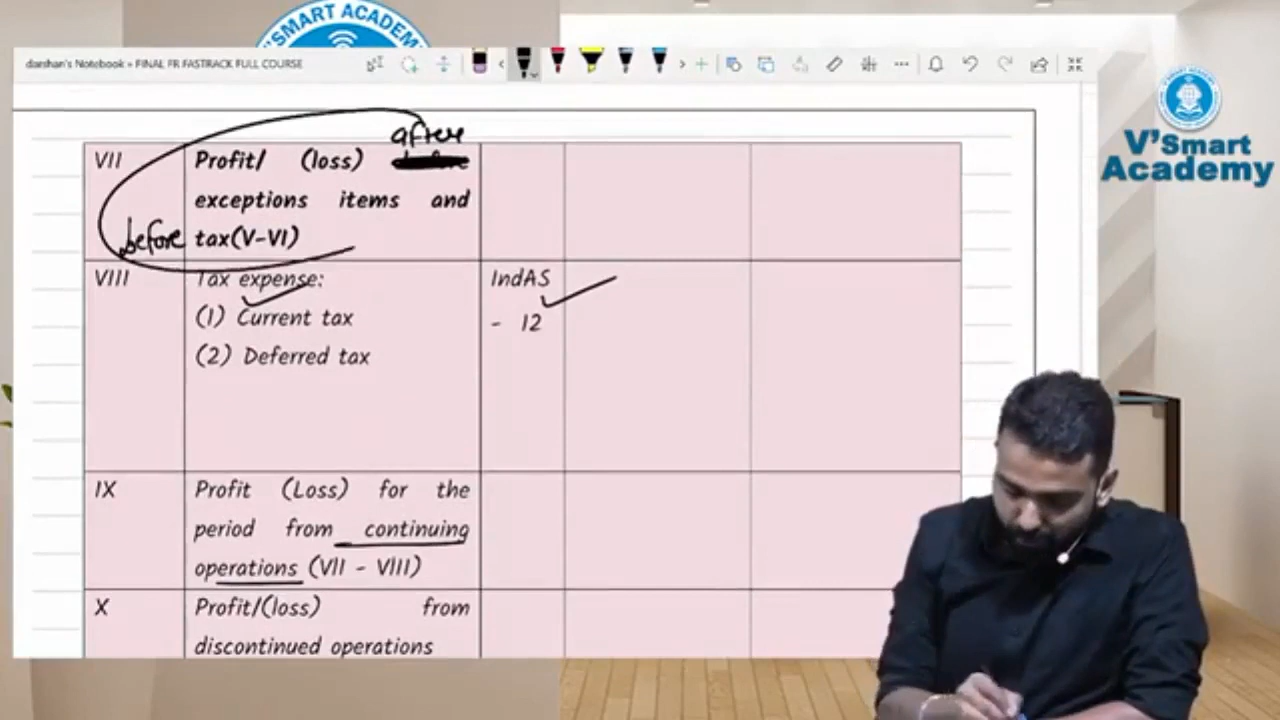 V'SMART ACADEMY
darshan's Notebook » FINAL FR FASTRACK FULL COURSE
V'Smart
Academy
after
VII Profit/ (loss)
exceptions items and
before tax(V-VI)
VIII Tax expense: IndAS
(1) Current tax - 12
(2) Deferred tax
IX Profit (Loss) for the
period from continuing
operations (VII - VIII)
X Profit/(loss) from
discontinued operations